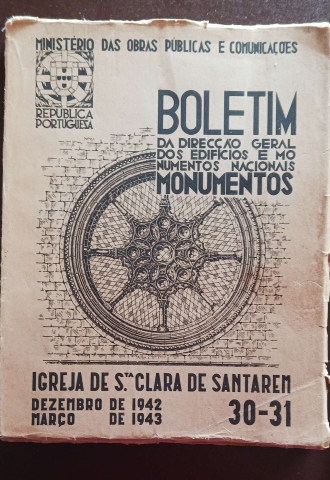 MINISTÉRIO DAS OBRAS PÚBLICAS E COMUNICAÇÕES
REPÚBLICA
PORTUGUESA
BOLETIM
DA DIRECÇÃO GERAL
DOS EDIFÍCIOS E MO
NUMENTOS NACIONAIS
MONUMENTOS
IGREJA DE S.TA CLARA DE SANTAREM
DEZEMBRO DE 1942
MARÇO DE 1943
30-31